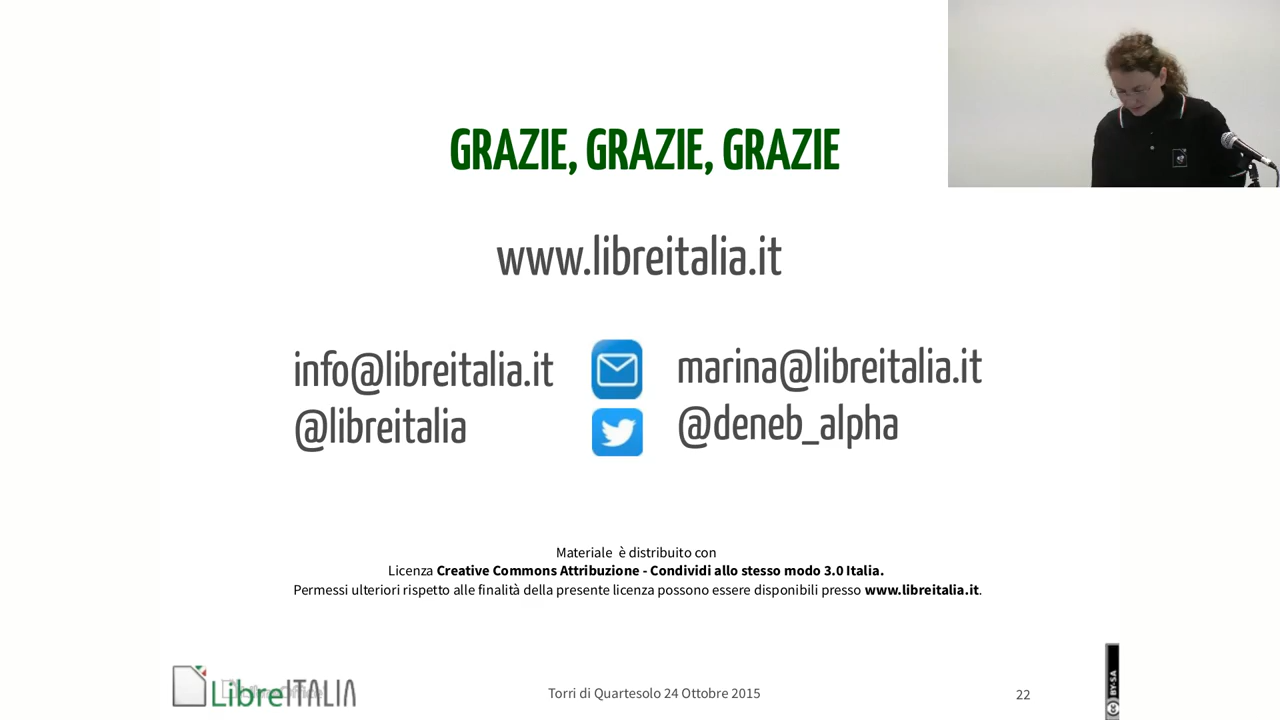 GRAZIE, GRAZIE, GRAZIE
www.libreitalia.it
info@libreitalia.it
@libreitalia
marina@libreitalia.it
@deneb_alpha
Materiale è distribuito con
Licenza Creative Commons Attribuzione - Condividi allo stesso modo 3.0 Italia.
Permessi ulteriori rispetto alle finalità della presente licenza possono essere disponibili presso www.libreitalia.it.
LibreITALIA
Torri di Quartesolo 24 Ottobre 2015
22
BY-SA